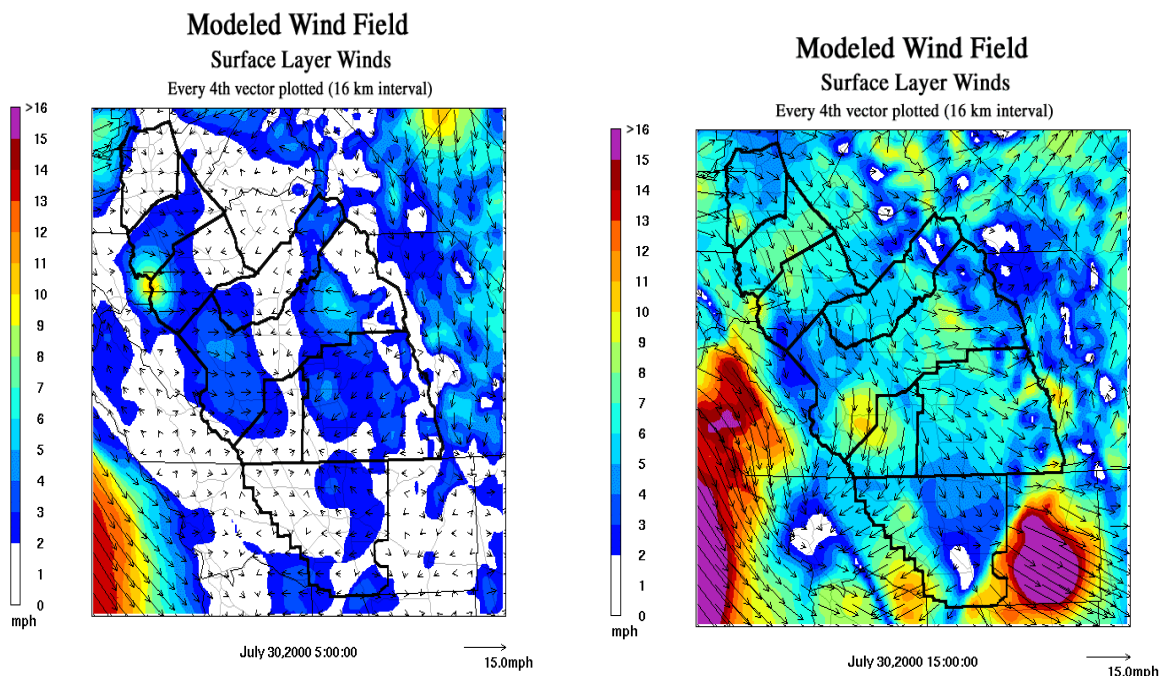 Modeled Wind Field
Surface Layer Winds
Every 4th vector plotted (16 km interval)
>16
15
14
13
12
11
10
9
8
7
6
5
4
3
2
1
0
mph
July 30,2000 5:00:00
15.0mph
Modeled Wind Field
Surface Layer Winds
Every 4th vector plotted (16 km interval)
>16
15
14
13
12
11
10
9
8
7
6
5
4
3
2
1
0
mph
July 30,2000 15:00:00
15.0mph